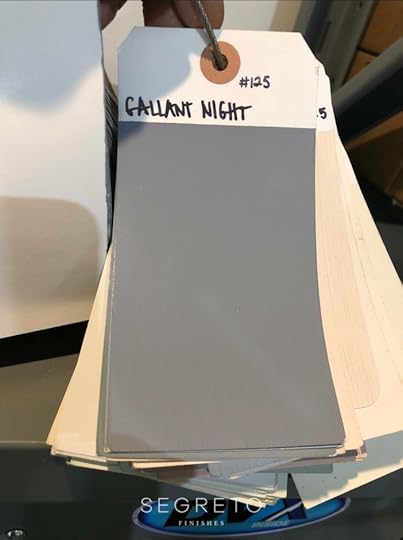 #125
GALLANT NIGHT
.5
SEGRETO
FINISHES